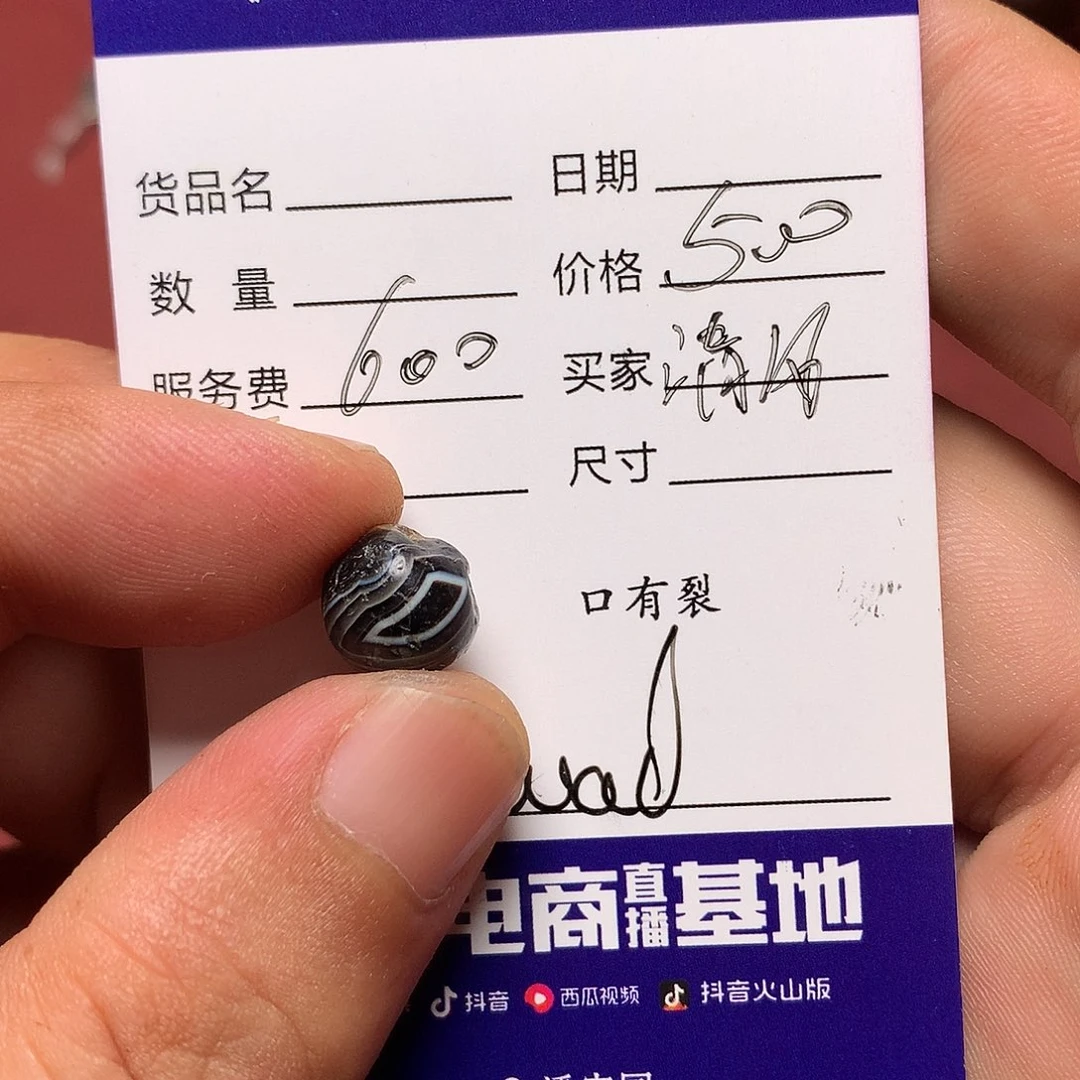 货品名 日期
数 量 价格 500
服务费 600 买家 清风
尺寸
口有裂
电商直播基地
抖音 西瓜视频 抖音火山版